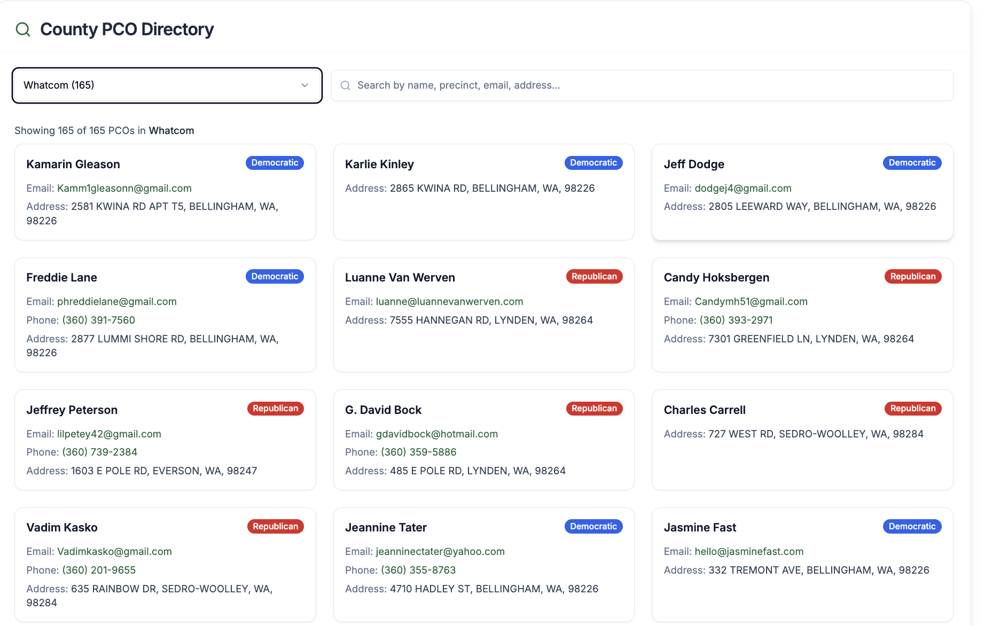 County PCO Directory
Whatcom (165)
Search by name, precinct, email, address...
Showing 165 of 165 PCOs in Whatcom
Kamarin Gleason
Democratic
Email: Kamm1gleasonn@gmail.com
Address: 2581 KWINA RD APT T5, BELLINGHAM, WA,
98226
Karlie Kinley
Democratic
Address: 2865 KWINA RD, BELLINGHAM, WA, 98226
Jeff Dodge
Democratic
Email: dodgej4@gmail.com
Address: 2805 LEEWARD WAY, BELLINGHAM, WA, 98226
Freddie Lane
Democratic
Email: phreddielane@gmail.com
Phone: (360) 391-7560
Address: 2877 LUMMI SHORE RD, BELLINGHAM, WA,
98226
Luanne Van Werven
Republican
Email: luanne@luannevanwerven.com
Address: 7555 HANNEGAN RD, LYNDEN, WA, 98264
Candy Hoksbergen
Republican
Email: Candymh51@gmail.com
Phone: (360) 393-2971
Address: 7301 GREENFIELD LN, LYNDEN, WA, 98264
Jeffrey Peterson
Republican
Email: lilpetey42@gmail.com
Phone: (360) 739-2384
Address: 1603 E POLE RD, EVERSON, WA, 98247
G. David Bock
Republican
Email: gdavidbock@hotmail.com
Phone: (360) 359-5886
Address: 485 E POLE RD, LYNDEN, WA, 98264
Charles Carrell
Republican
Address: 727 WEST RD, SEDRO-WOOLLEY, WA, 98284
Vadim Kasko
Republican
Email: Vadimkasko@gmail.com
Phone: (360) 201-9655
Address: 635 RAINBOW DR, SEDRO-WOOLLEY, WA,
98284
Jeannine Tater
Democratic
Email: jeanninectater@yahoo.com
Phone: (360) 355-8763
Address: 4710 HADLEY ST, BELLINGHAM, WA, 98226
Jasmine Fast
Democratic
Email: hello@jasminefast.com
Address: 332 TREMONT AVE, BELLINGHAM, WA, 98226